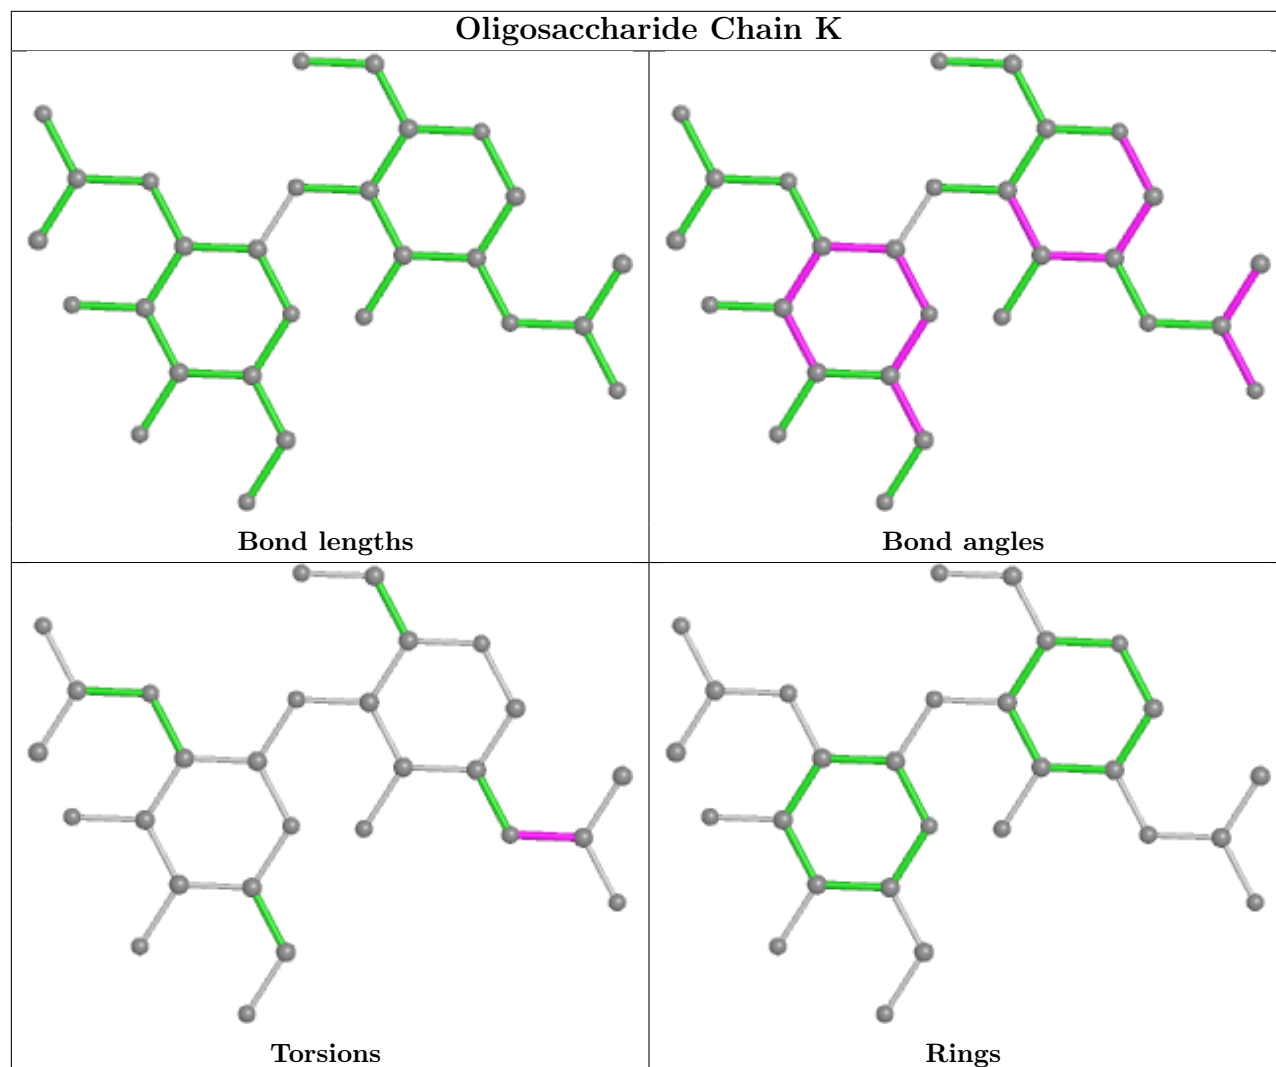 Oligosaccharide Chain K
Bond lengths
Bond angles
Torsions
Rings